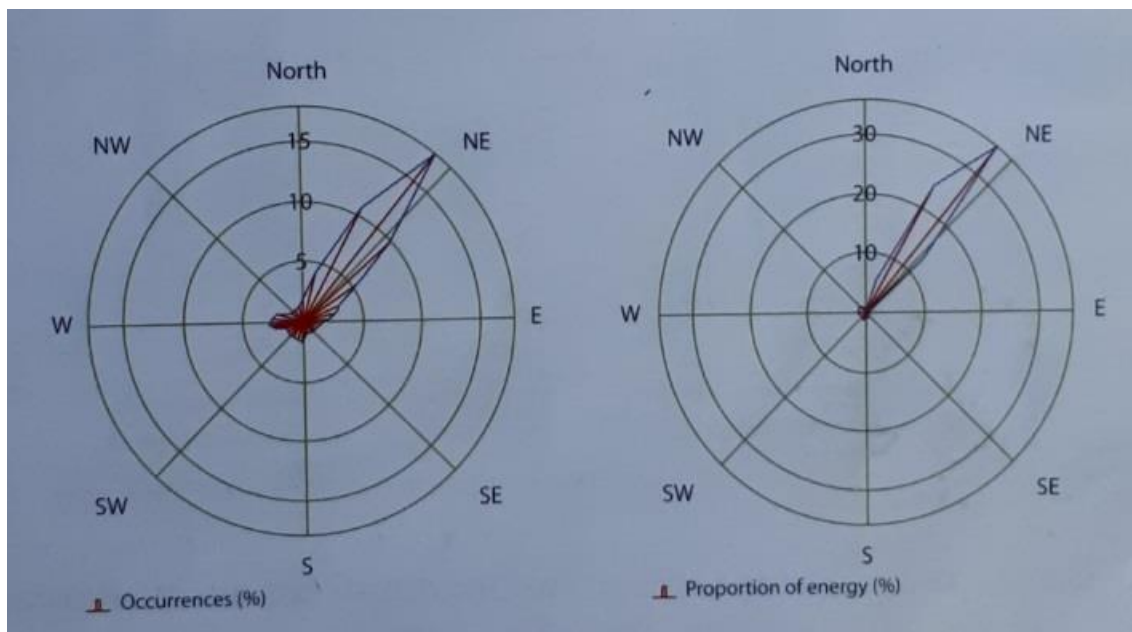 North
NW
NE
15
10
5
W
E
SW
SE
S
Occurrences (%)
North
NW
NE
30
20
10
W
E
SW
SE
S
Proportion of energy (%)